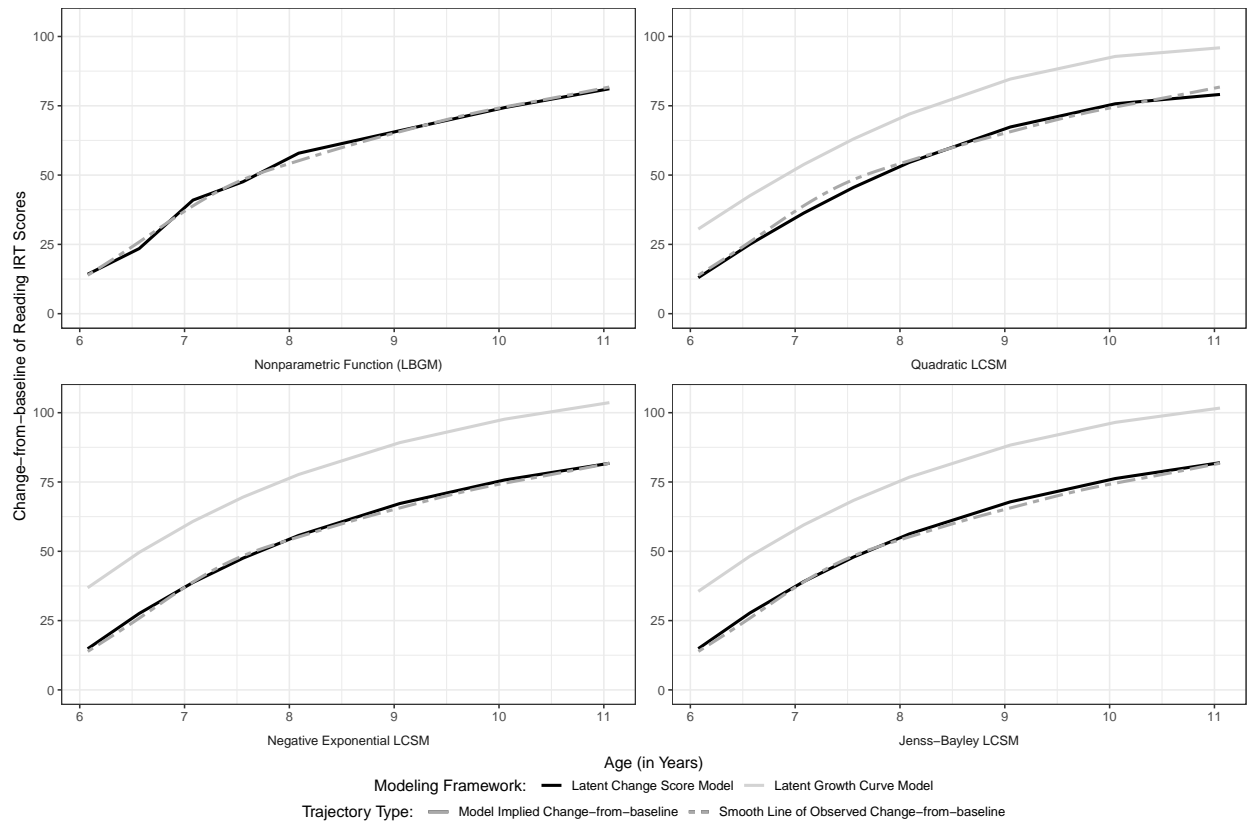 Change−from−baseline of Reading IRT Scores
100
75
50
25
0
6 7 8 9 10 11
Nonparametric Function (LBGM)
100
75
50
25
0
6 7 8 9 10 11
Quadratic LCSM
100
75
50
25
0
6 7 8 9 10 11
Negative Exponential LCSM
100
75
50
25
0
6 7 8 9 10 11
Jenss−Bayley LCSM
Age (in Years)
Modeling Framework: Latent Change Score Model Latent Growth Curve Model
Trajectory Type: Model Implied Change−from−baseline Smooth Line of Observed Change−from−baseline